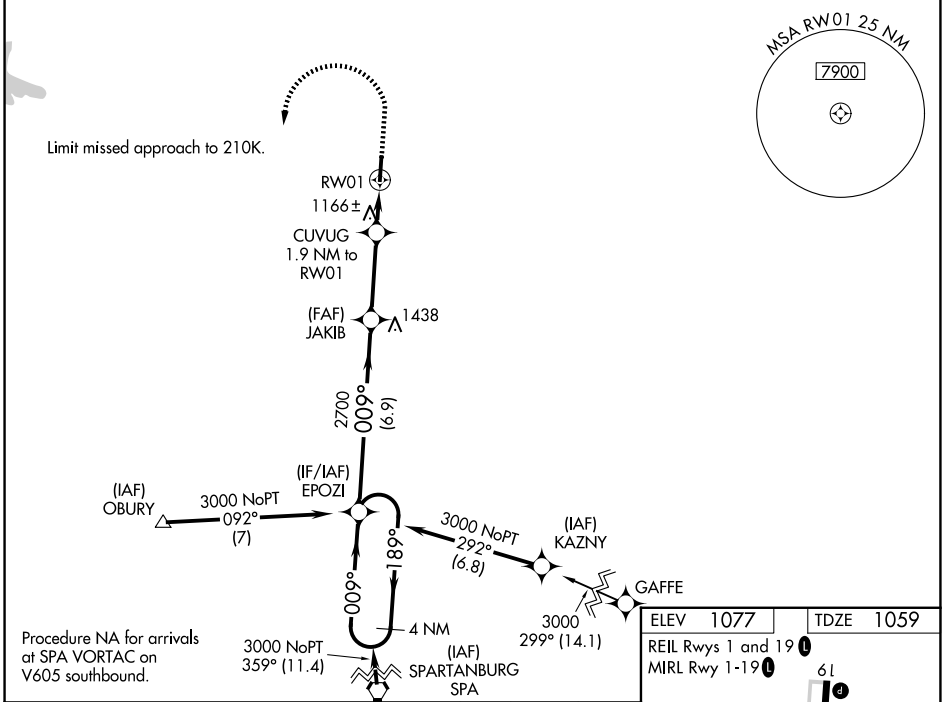 MSA RW01 25 NM
7900
Limit missed approach to 210K.
RW01
1166±
CUVUG
1.9 NM to
RW01
(FAF)
JAKIB
1438
2700
009°
(6.9)
(IF/IAF)
EPOZI
(IAF)
OBURY
3000 NoPT
092°
(7)
009°
189°
3000 NoPT
292°
(6.8)
(IAF)
KAZNY
GAFFE
3000
299° (14.1)
4 NM
3000 NoPT
359° (11.4)
(IAF)
SPARTANBURG
SPA
Procedure NA for arrivals
at SPA VORTAC on
V605 southbound.
ELEV 1077
TDZE 1059
REIL Rwys 1 and 19 L
MIRL Rwy 1-19 L
19
P